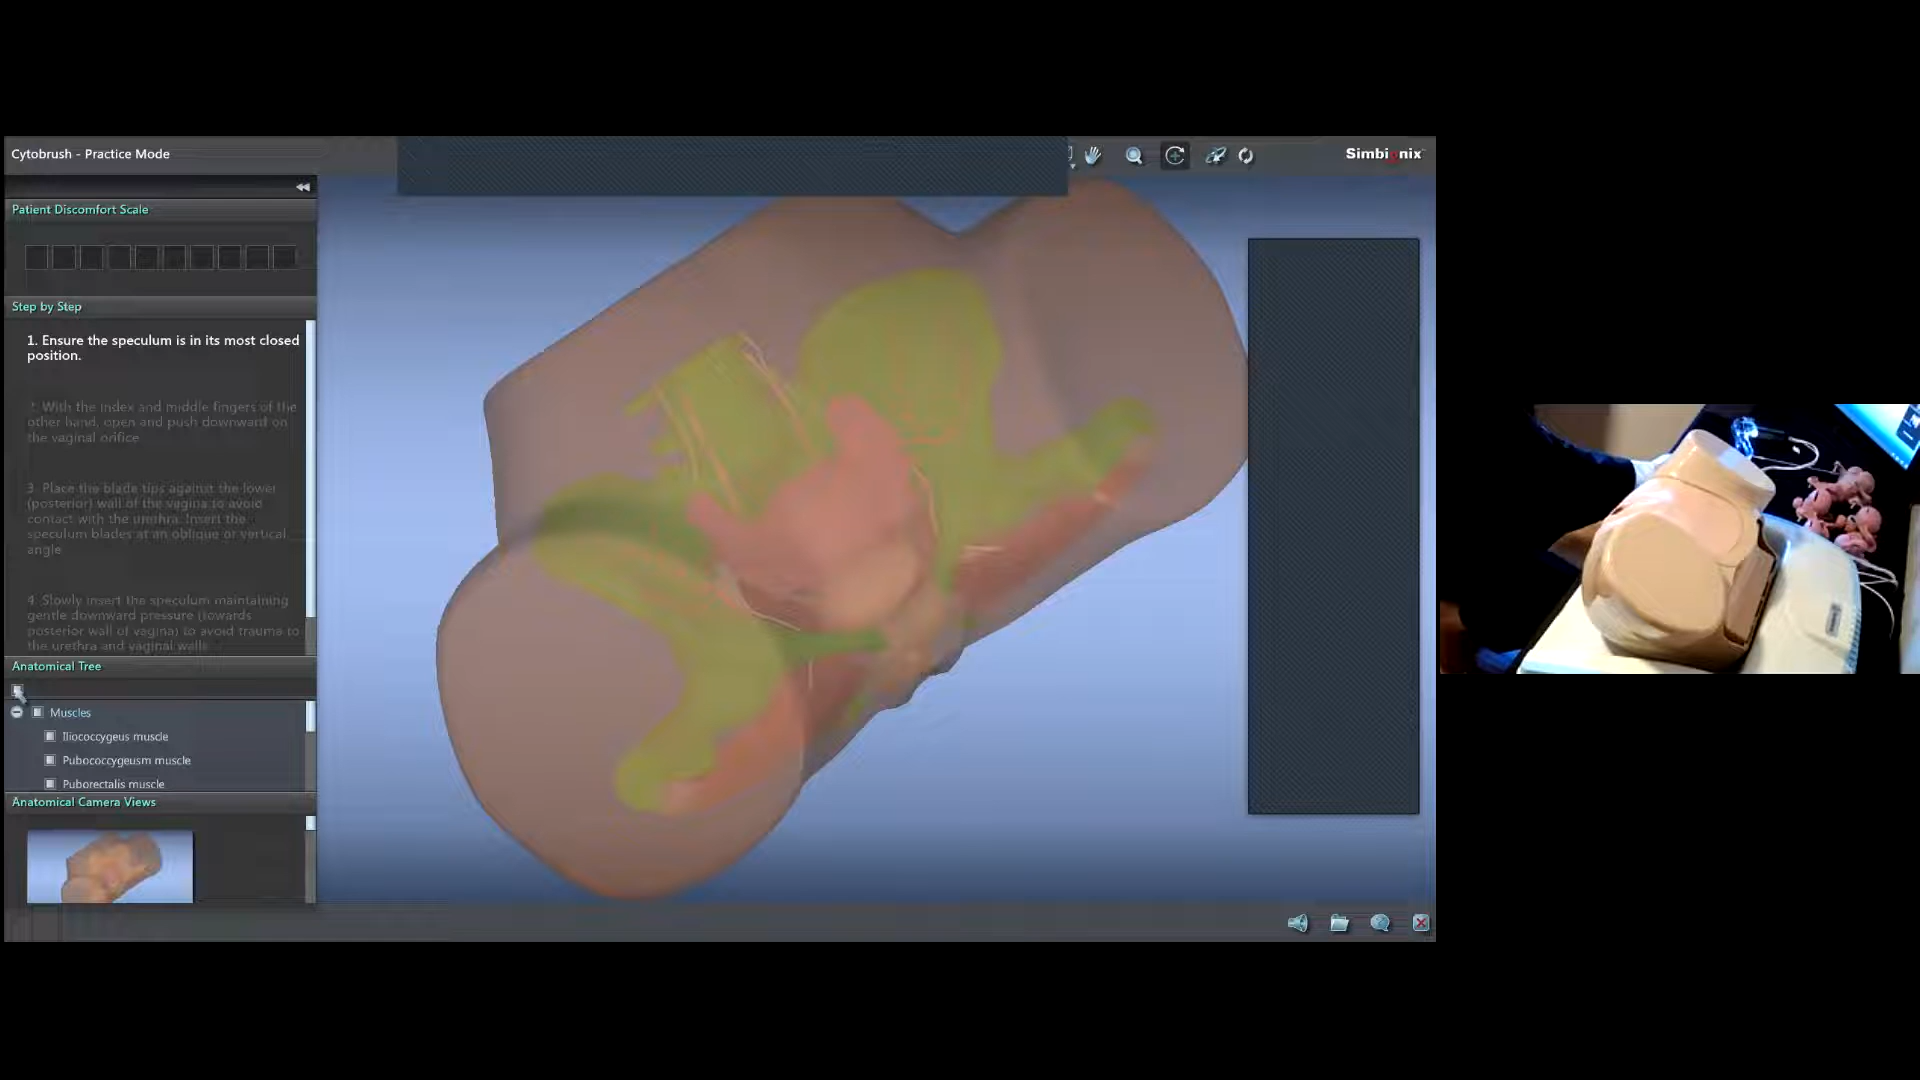 Cytobrush - Practice Mode
Simbionix
Patient Discomfort Scale
Step by Step
1. Ensure the speculum is in its most closed
position.
2. With the index and middle fingers of the
other hand, open and push downward on
the vaginal orifice
3. Place the blade tips against the lower
(posterior) wall of the vagina to avoid
contact with the urethra. Insert the
speculum blades at an oblique or vertical
angle
4. Slowly insert the speculum maintaining
gentle downward pressure (towards
posterior wall of vagina) to avoid trauma to
the urethra and vaginal walls
Anatomical Tree
Muscles
Iliococcygeus muscle
Pubococcygeusm muscle
Puborectalis muscle
Anatomical Camera Views